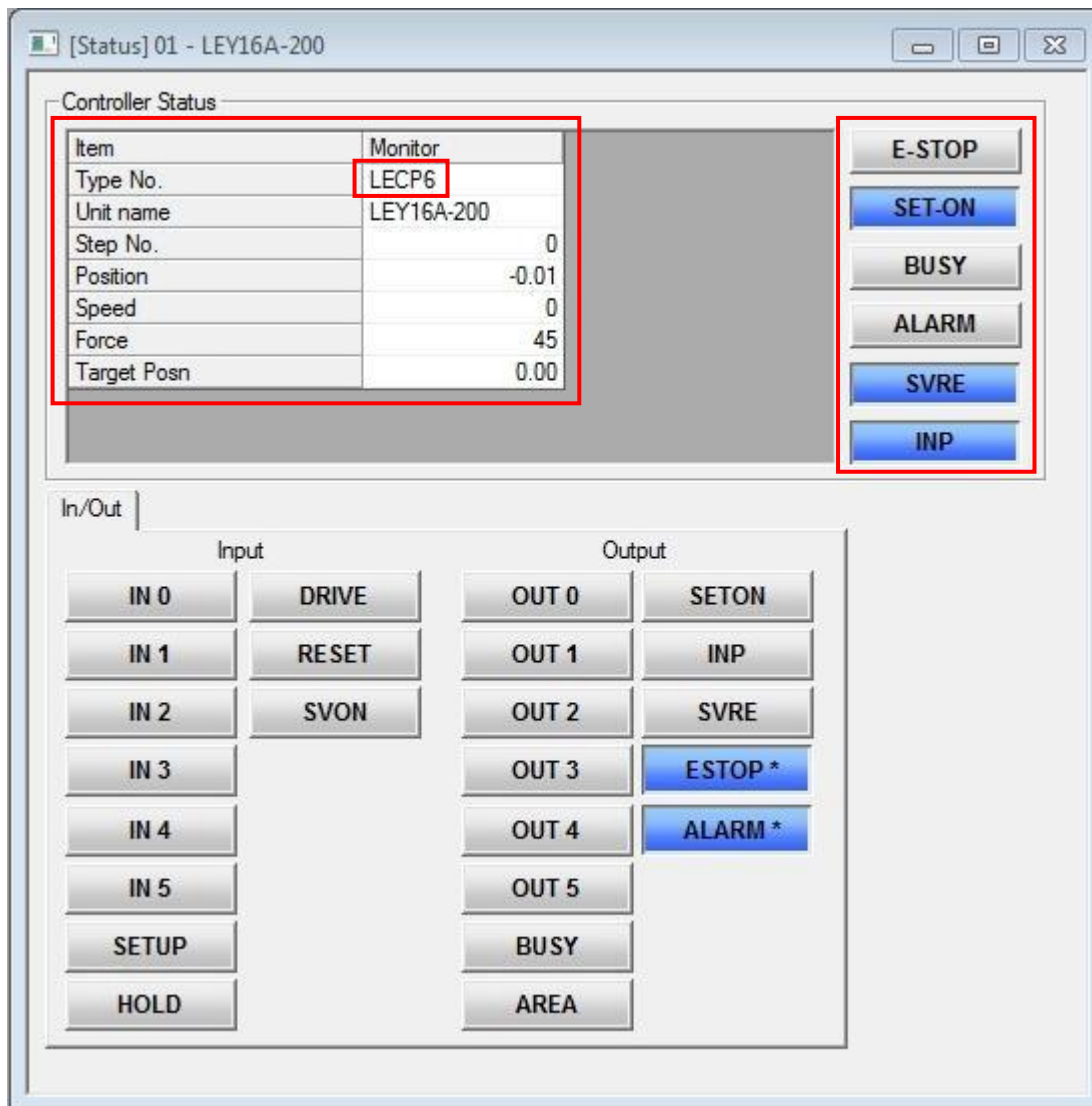 [Status] 01 - LEY16A-200
Controller Status
Item Monitor
Type No. LECP6
Unit name LEY16A-200
Step No. 0
Position -0.01
Speed 0
Force 45
Target Posn 0.00
E-STOP
SET-ON
BUSY
ALARM
SVRE
INP
In/Out
Input Output
IN 0 DRIVE OUT 0 SETON
IN 1 RESET OUT 1 INP
IN 2 SVON OUT 2 SVRE
IN 3 OUT 3 ESTOP *
IN 4 OUT 4 ALARM *
IN 5 OUT 5
SETUP BUSY
HOLD AREA